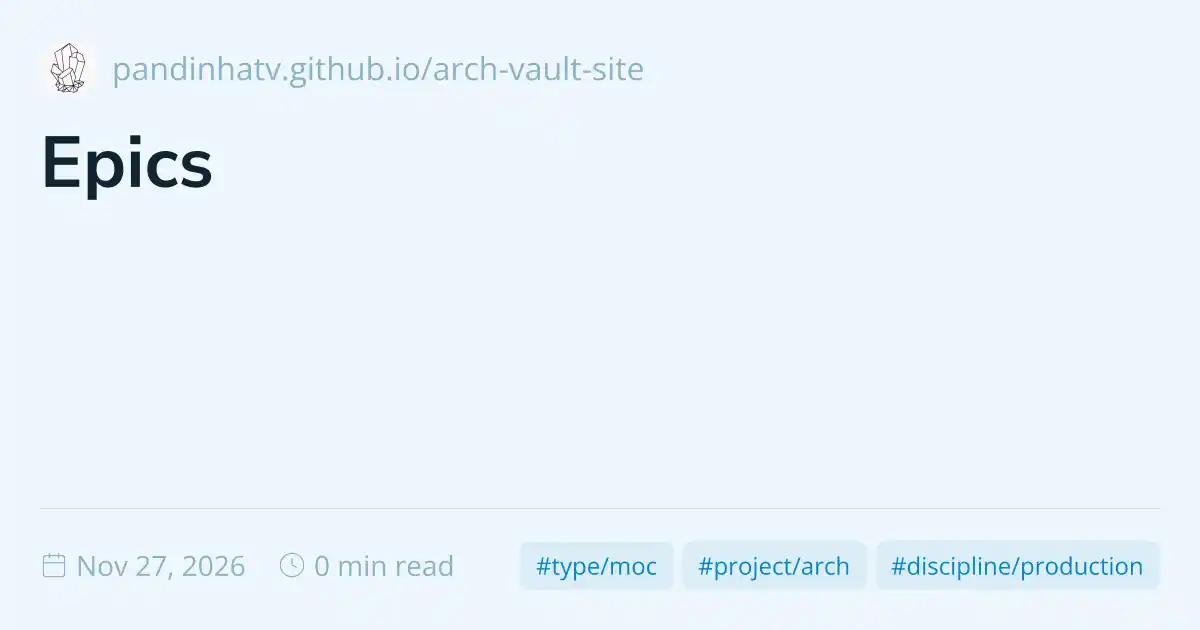 pandinhatv.github.io/arch-vault-site
Epics
Nov 27, 2026 0 min read #type/moc #project/arch #discipline/production